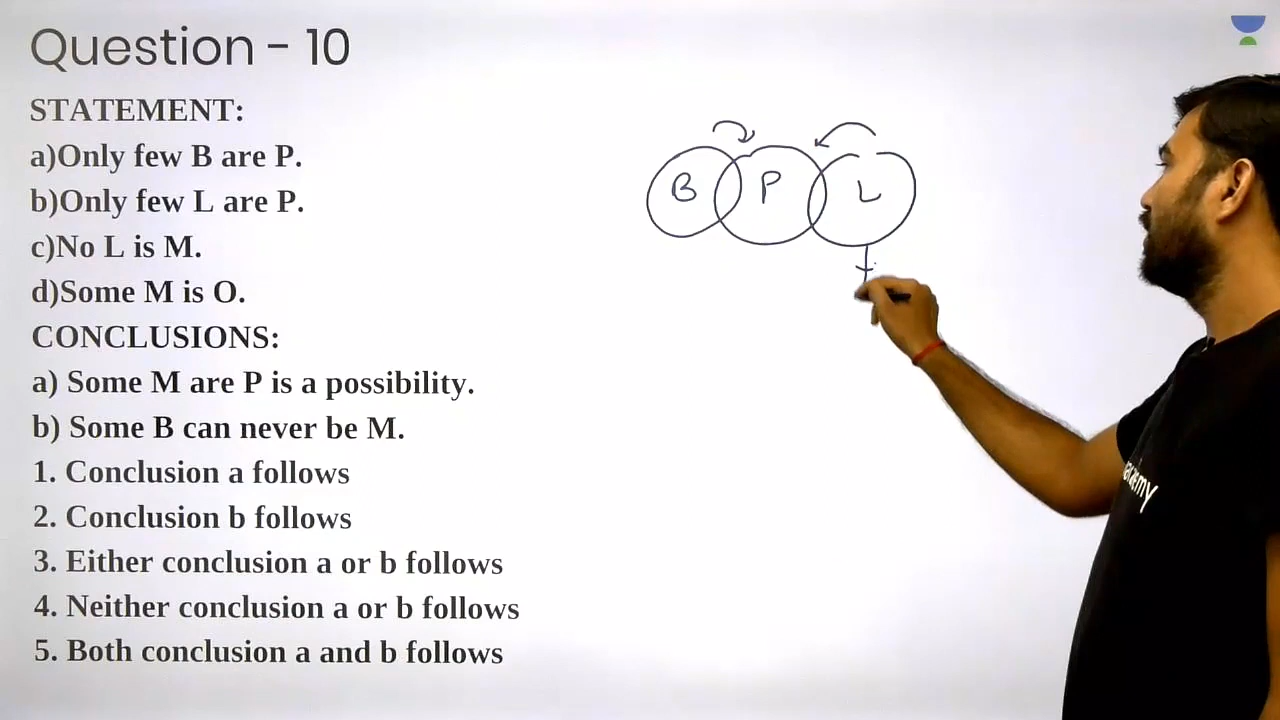 Question - 10
STATEMENT:
a)Only few B are P.
b)Only few L are P.
c)No L is M.
d)Some M is O.
CONCLUSIONS:
a) Some M are P is a possibility.
b) Some B can never be M.
1. Conclusion a follows
2. Conclusion b follows
3. Either conclusion a or b follows
4. Neither conclusion a or b follows
5. Both conclusion a and b follows
B P L